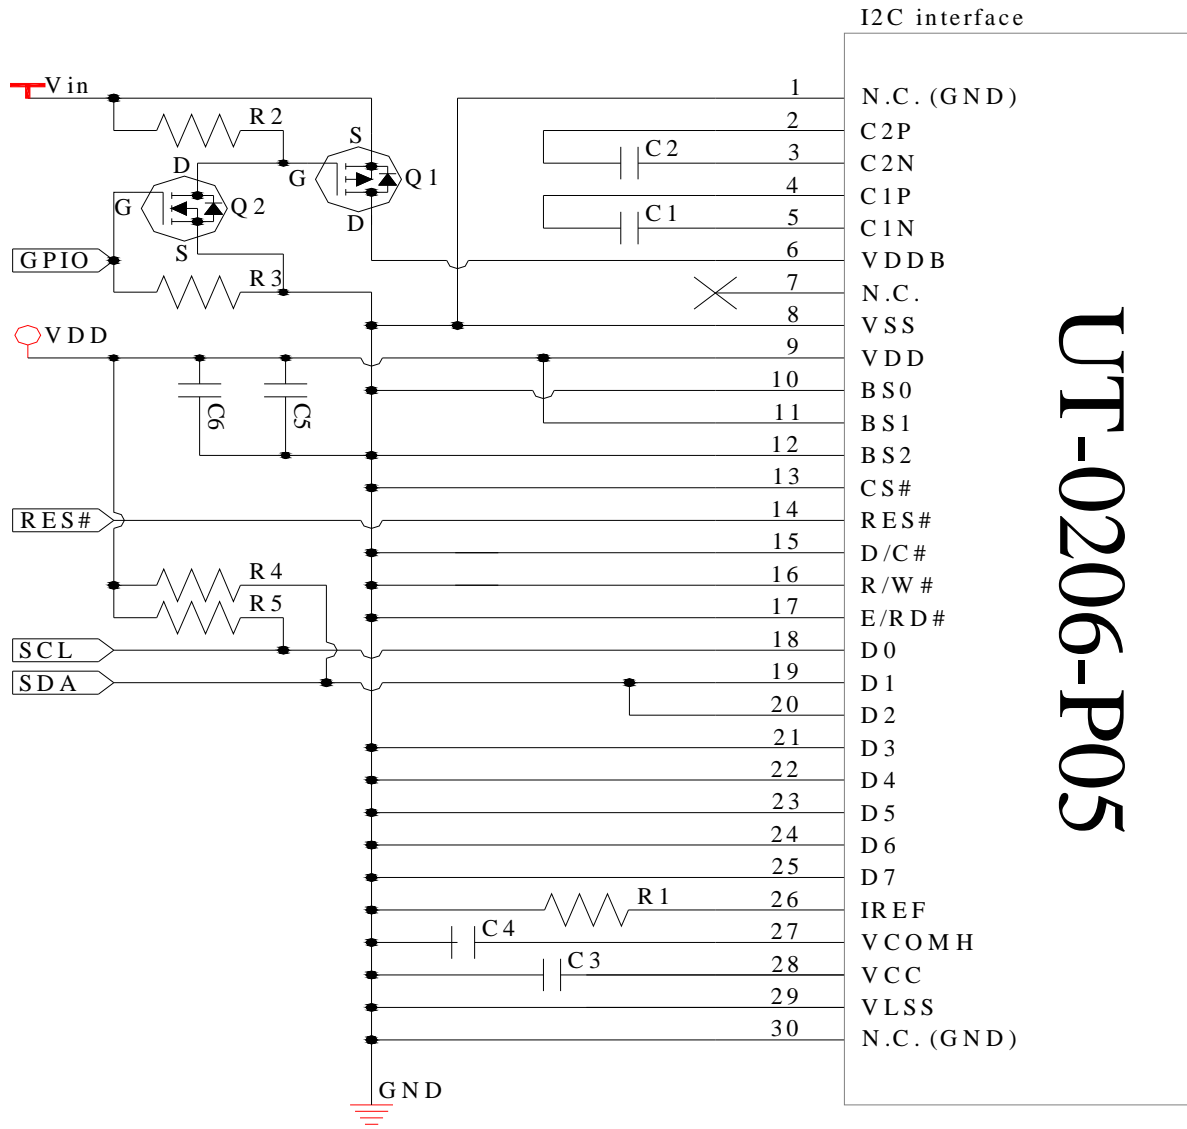 I2C interface
Vin
R2
S
G
Q1
D
D
G
Q2
S
GPIO
R3
VDD
C6
C5
RES#
R4
R5
SCL
SDA
C2
C1
R1
C4
C3
GND
1 N.C.(GND)
2 C2P
3 C2N
4 C1P
5 C1N
6 VDDB
7 N.C.
8 VSS
9 VDD
10 BS0
11 BS1
12 BS2
13 CS#
14 RES#
15 D/C#
16 R/W#
17 E/RD#
18 D0
19 D1
20 D2
21 D3
22 D4
23 D5
24 D6
25 D7
26 IREF
27 VCOMH
28 VCC
29 VLSS
30 N.C.(GND)
UT-0206-P05